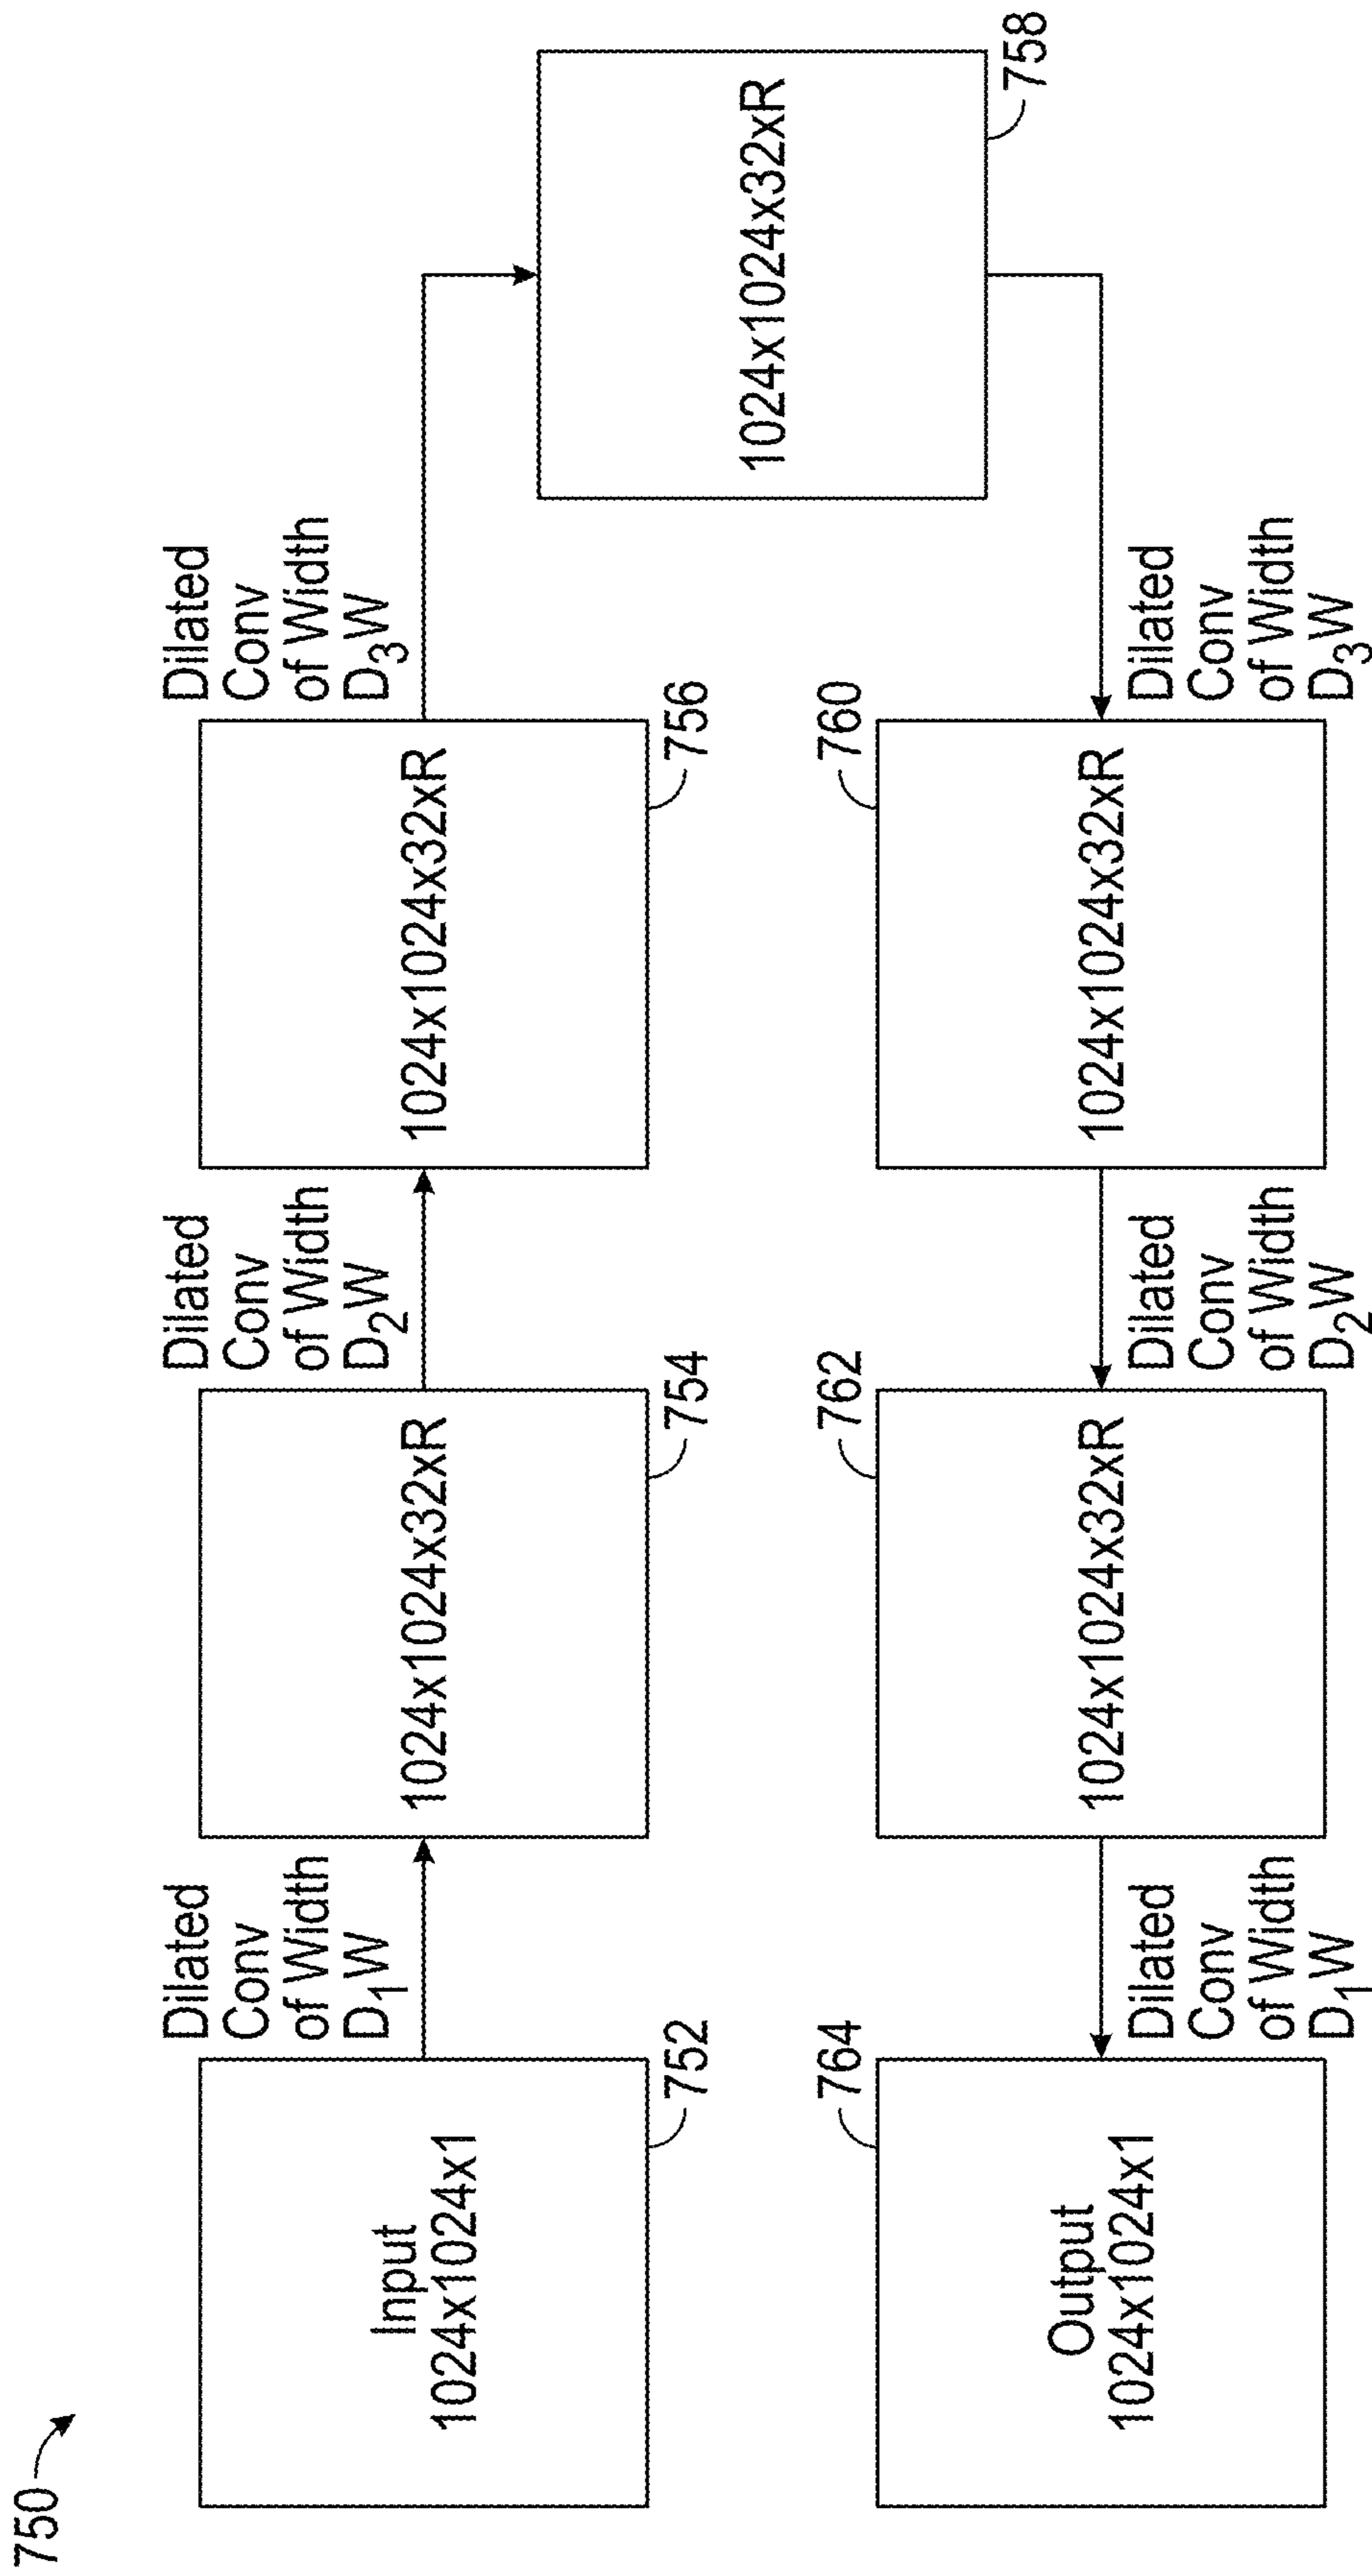 750
Input
1024x1024x1
752
Dilated
Conv
of Width
D₁W
1024x1024x32xR
754
Dilated
Conv
of Width
D₂W
1024x1024x32xR
756
Dilated
Conv
of Width
D₃W
1024x1024x32xR
758
Dilated
Conv
of Width
D₃W
760
1024x1024x32xR
Dilated
Conv
of Width
D₂W
762
1024x1024x32xR
Dilated
Conv
of Width
D₁W
764
Output
1024x1024x1